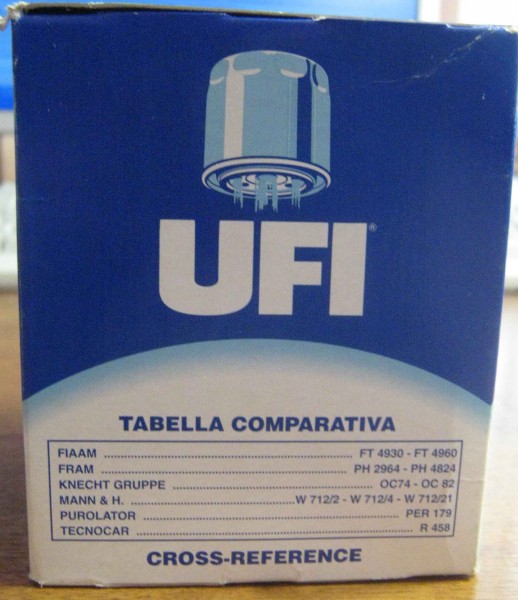 UFI®
TABELLA COMPARATIVA
FIAAM ........ FT 4930 - FT 4960
FRAM ........ PH 2964 - PH 4824
KNECHT GRUPPE ........ OC74 - OC 82
MANN & H. ........ W 712/2 - W 712/4 - W 712/21
PUROLATOR ........ PER 179
TECNOCAR ........ R 458
CROSS-REFERENCE